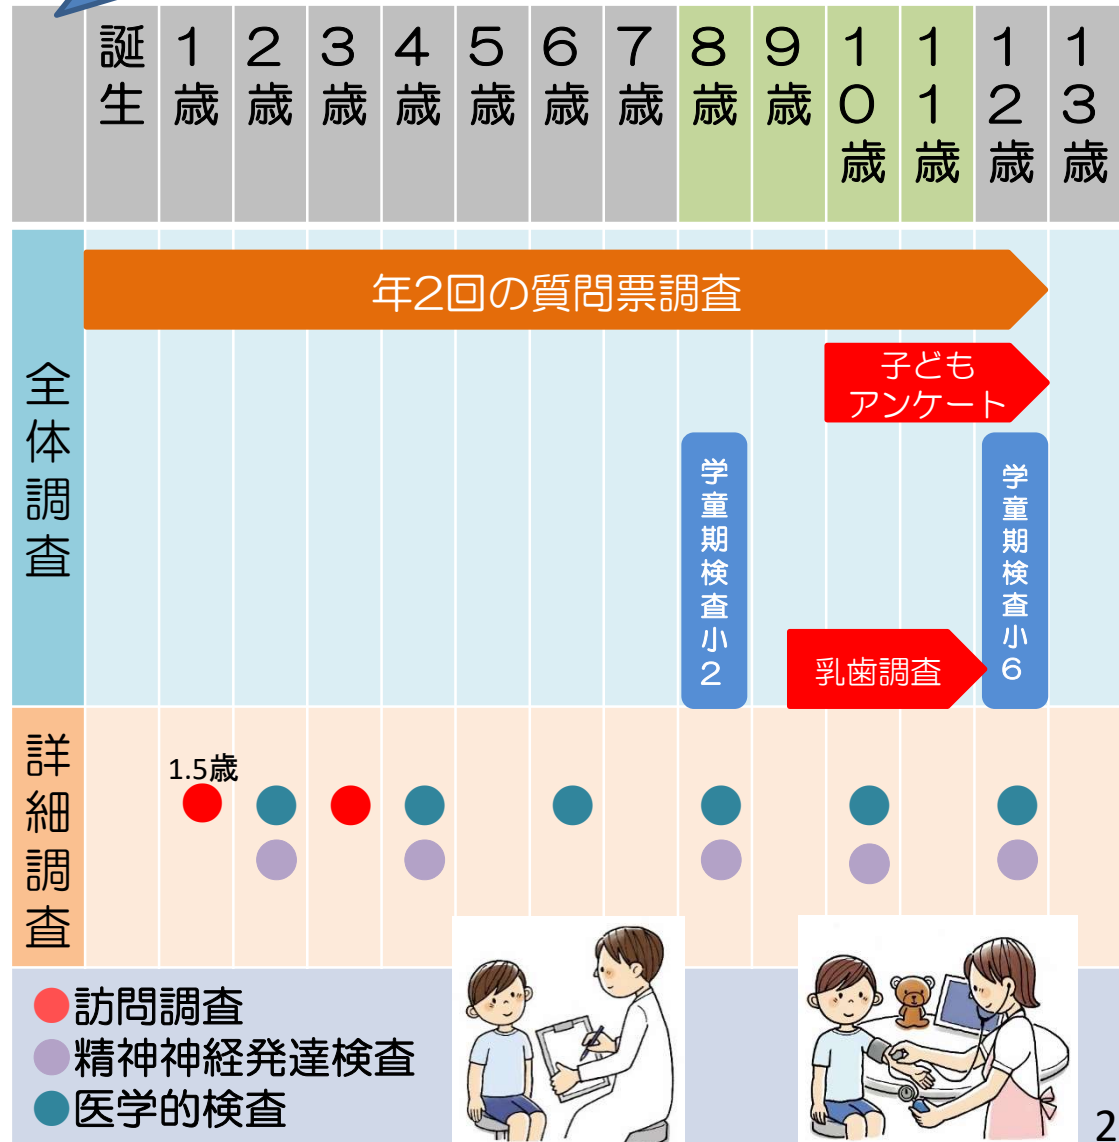 誕生
1歳
2歳
3歳
4歳
5歳
6歳
7歳
8歳
9歳
10歳
11歳
12歳
13歳
全体調査
年2回の質問票調査
子ども
アンケート
学童期検査小2
学童期検査小6
乳歯調査
詳細調査
1.5歳
訪問調査
精神神経発達検査
医学的検査
2